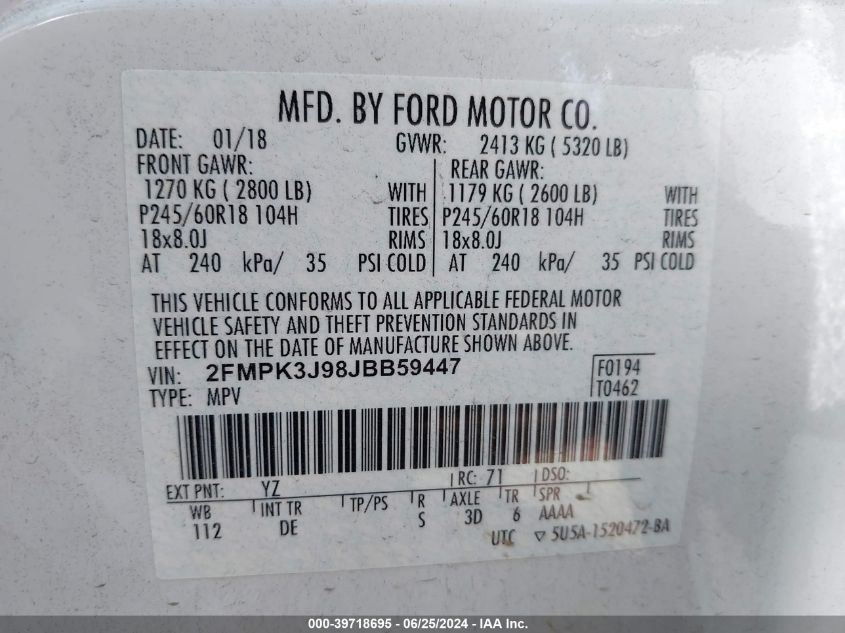 MFD. BY FORD MOTOR CO.
DATE: 01/18 GVWR: 2413 KG ( 5320 LB)
FRONT GAWR: REAR GAWR:
1270 KG ( 2800 LB) WITH 1179 KG ( 2600 LB) WITH
P245/60R18 104H TIRES P245/60R18 104H TIRES
18x8.0J RIMS 18x8.0J RIMS
AT 240 kPa/ 35 PSI COLD AT 240 kPa/ 35 PSI COLD
THIS VEHICLE CONFORMS TO ALL APPLICABLE FEDERAL MOTOR
VEHICLE SAFETY AND THEFT PREVENTION STANDARDS IN
EFFECT ON THE DATE OF MANUFACTURE SHOWN ABOVE.
VIN: 2FMPK3J98JBB59447 F0194
TYPE: MPV T0462
EXT PNT: YZ RC: 71 DSO:
WB INT TR TP/PS R AXLE TR SPR
112 DE S 3D 6 AAAA
UTC ▽ 5U5A-1520472-BA
000-39718695 - 06/25/2024 - IAA Inc.